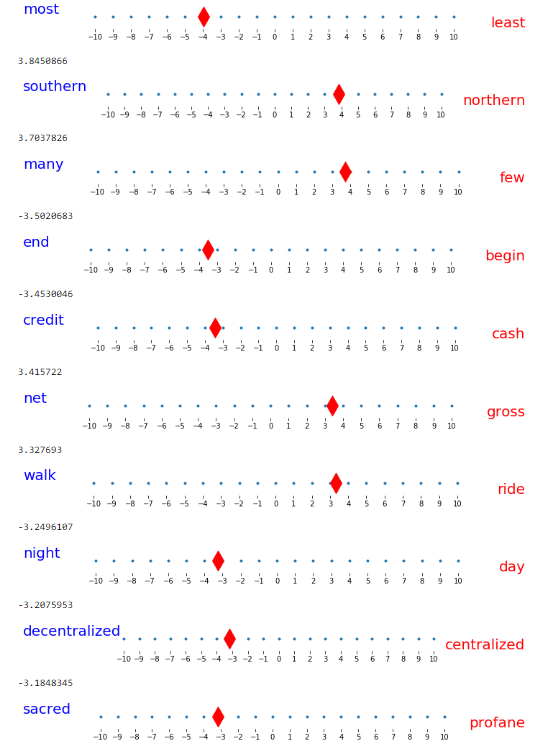 most
−10 −9 −8 −7 −6 −5 −4 −3 −2 −1 0 1 2 3 4 5 6 7 8 9 10
least
3.8450866
southern
−10 −9 −8 −7 −6 −5 −4 −3 −2 −1 0 1 2 3 4 5 6 7 8 9 10
northern
3.7037826
many
−10 −9 −8 −7 −6 −5 −4 −3 −2 −1 0 1 2 3 4 5 6 7 8 9 10
few
-3.5020683
end
−10 −9 −8 −7 −6 −5 −4 −3 −2 −1 0 1 2 3 4 5 6 7 8 9 10
begin
-3.4530046
credit
−10 −9 −8 −7 −6 −5 −4 −3 −2 −1 0 1 2 3 4 5 6 7 8 9 10
cash
3.415722
net
−10 −9 −8 −7 −6 −5 −4 −3 −2 −1 0 1 2 3 4 5 6 7 8 9 10
gross
3.327693
walk
−10 −9 −8 −7 −6 −5 −4 −3 −2 −1 0 1 2 3 4 5 6 7 8 9 10
ride
-3.2496107
night
−10 −9 −8 −7 −6 −5 −4 −3 −2 −1 0 1 2 3 4 5 6 7 8 9 10
day
-3.2075953
decentralized
−10 −9 −8 −7 −6 −5 −4 −3 −2 −1 0 1 2 3 4 5 6 7 8 9 10
centralized
-3.1848345
sacred
−10 −9 −8 −7 −6 −5 −4 −3 −2 −1 0 1 2 3 4 5 6 7 8 9 10
profane